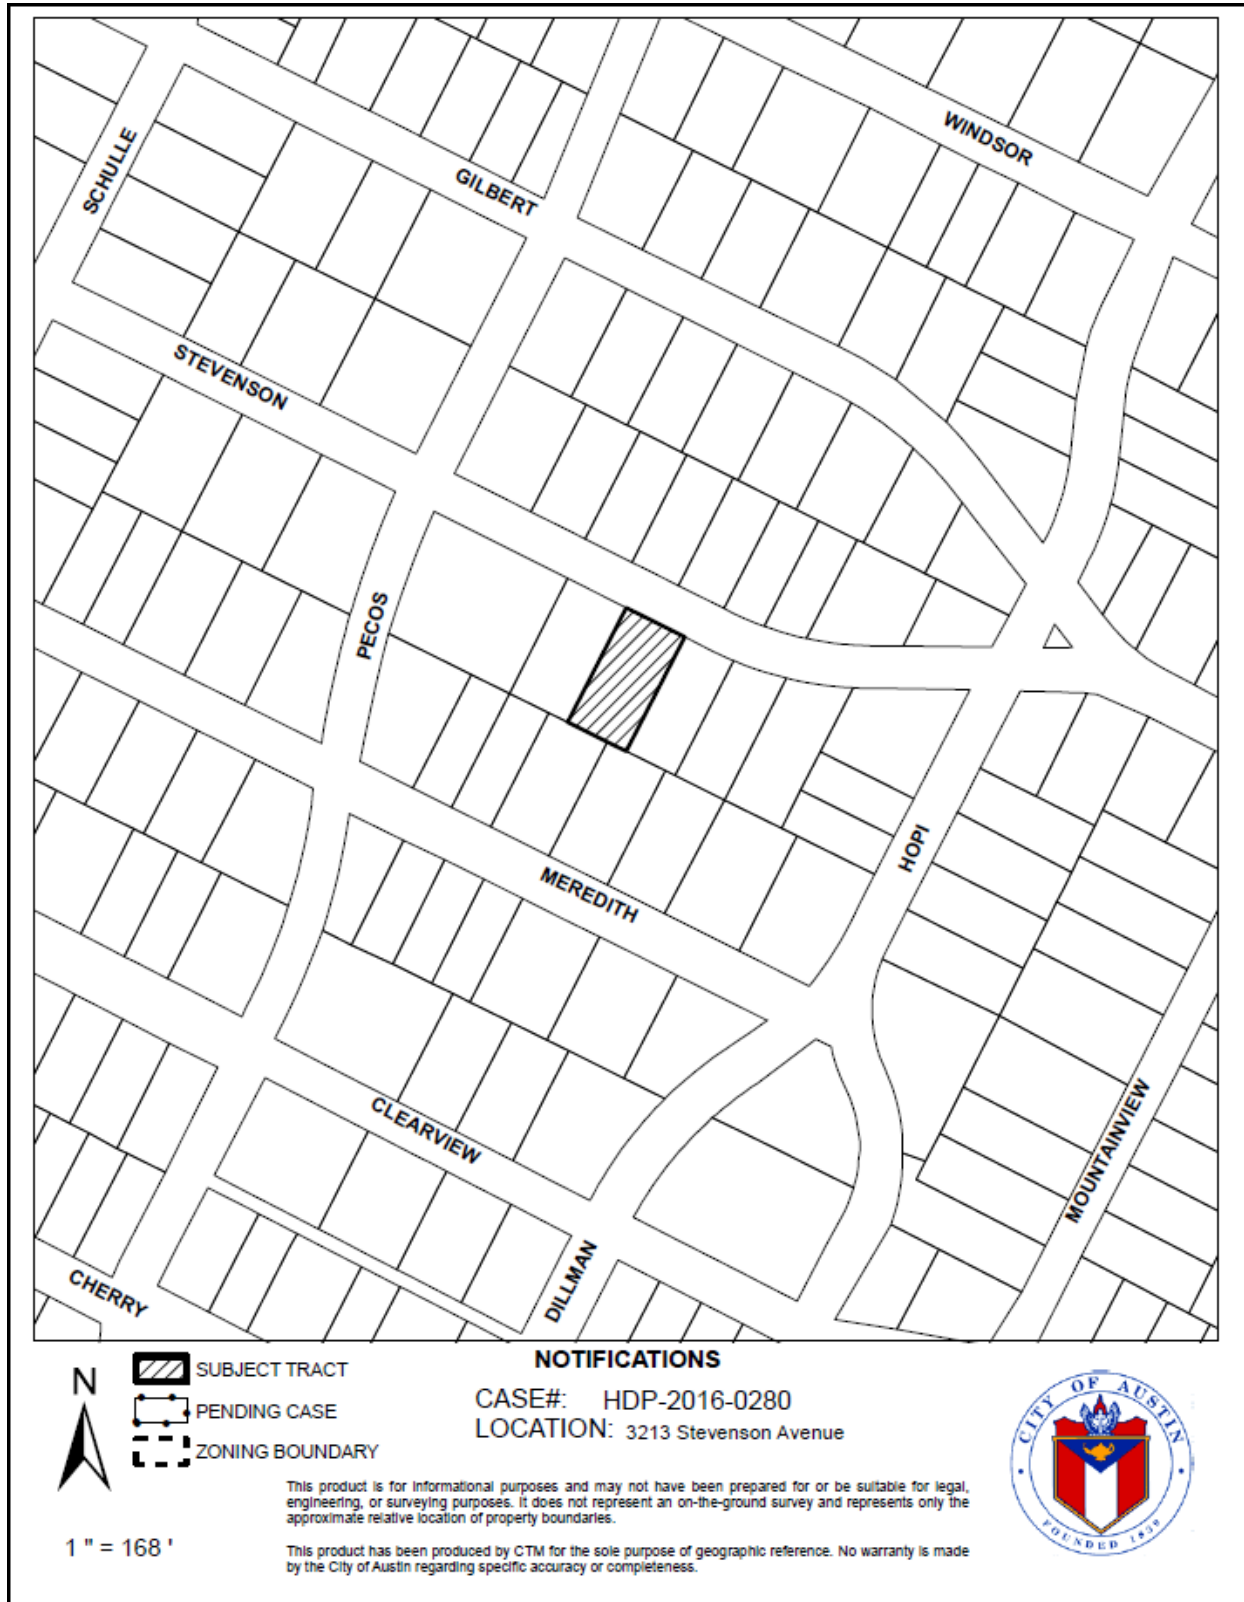 WINDSOR
SCHULLE
GILBERT
STEVENSON
PECOS
HOPI
MEREDITH
MOUNTAINVIEW
CLEARVIEW
DILLMAN
CHERRY
N
1 " = 168 '
SUBJECT TRACT
PENDING CASE
ZONING BOUNDARY
NOTIFICATIONS
CASE#: HDP-2016-0280
LOCATION: 3213 Stevenson Avenue
This product is for informational purposes and may not have been prepared for or be suitable for legal,
engineering, or surveying purposes. It does not represent an on-the-ground survey and represents only the
approximate relative location of property boundaries.
This product has been produced by CTM for the sole purpose of geographic reference. No warranty is made
by the City of Austin regarding specific accuracy or completeness.
CITY OF AUSTIN
FOUNDED 1839